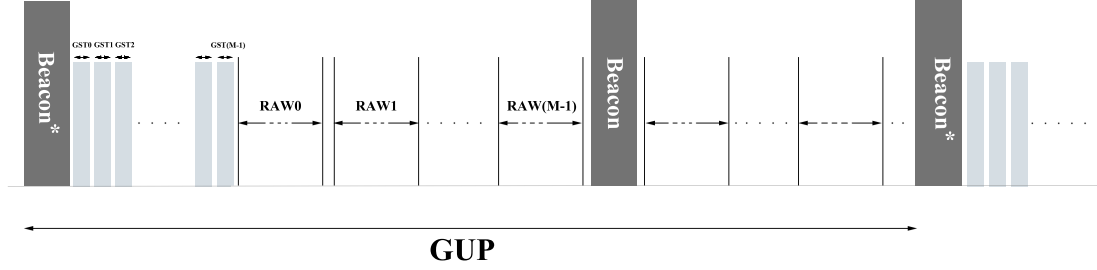 GST0 GST1 GST2 GST(M-1)
Beacon* Beacon Beacon*
RAW0 RAW1 RAW(M-1)
GUP